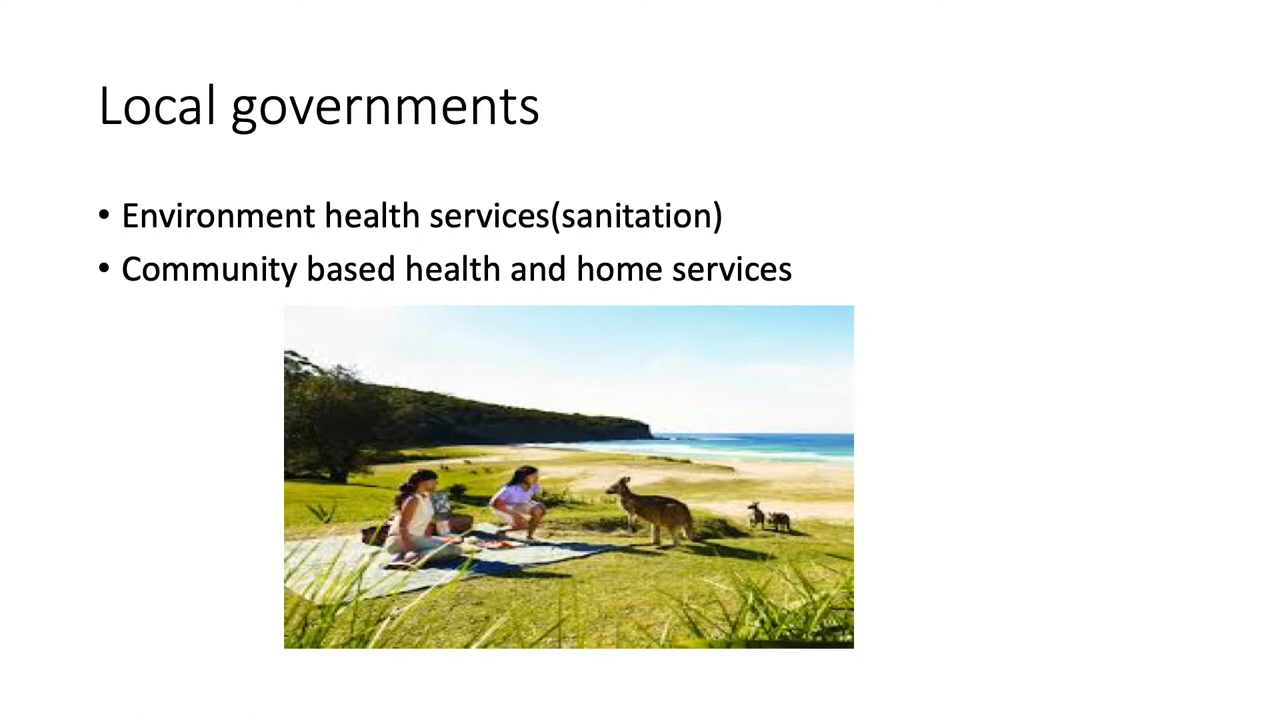 Local governments
• Environment health services(sanitation)
• Community based health and home services